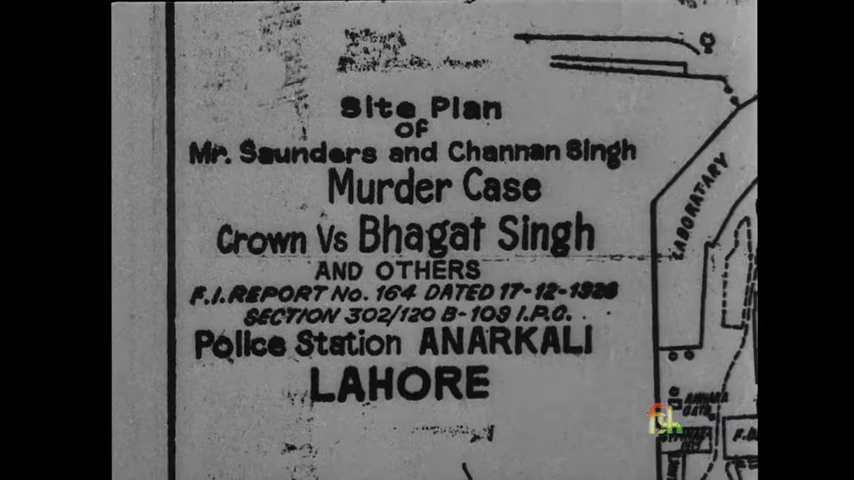 Site Plan
OF
Mr. Saunders and Channan Singh
Murder Case
Crown Vs Bhagat Singh
AND OTHERS
F.I. REPORT No. 164 DATED 17-12-1928
SECTION 302/120 B-109 I.P.C.
Police Station ANARKALI
LAHORE
LABORATARY